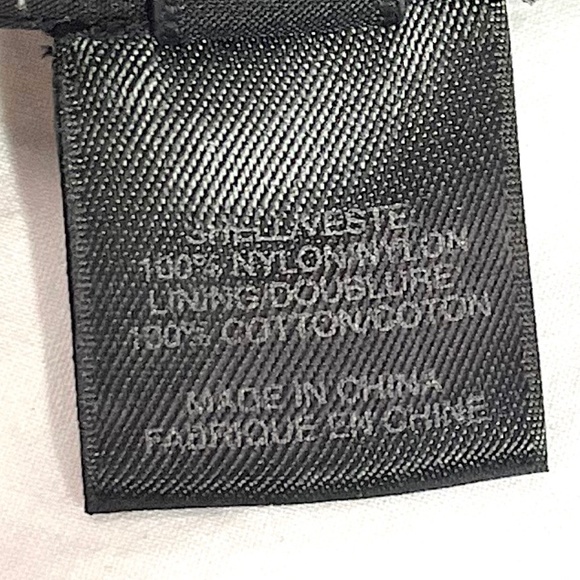 SHELL/VESTE
100% NYLON/NYLON
LINING/DOUBLURE
100% COTTON/COTON
MADE IN CHINA
FABRIQUE EN CHINE